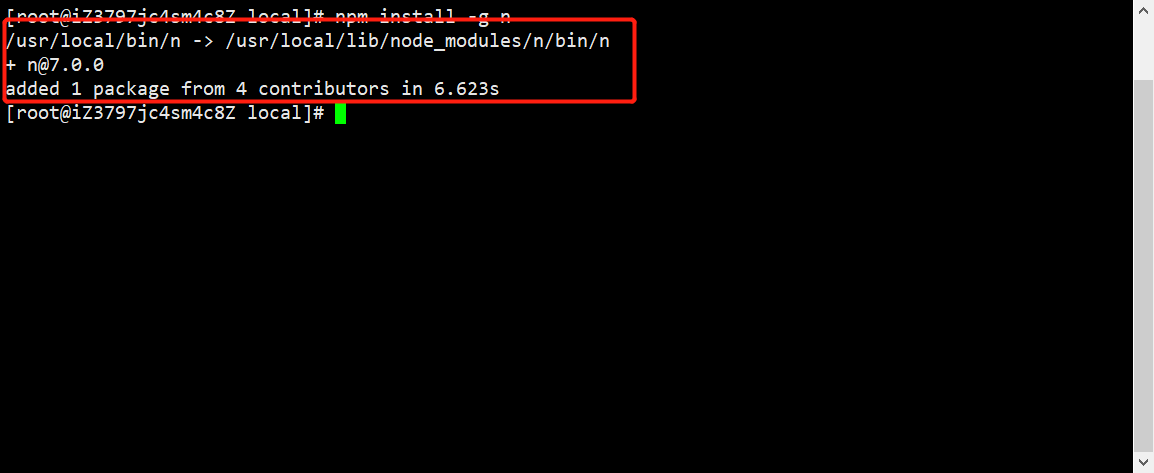 [root@iZ3797jc4sm4c8Z local]# npm install -g n
/usr/local/bin/n -> /usr/local/lib/node_modules/n/bin/n
+ n@7.0.0
added 1 package from 4 contributors in 6.623s
[root@iZ3797jc4sm4c8Z local]#